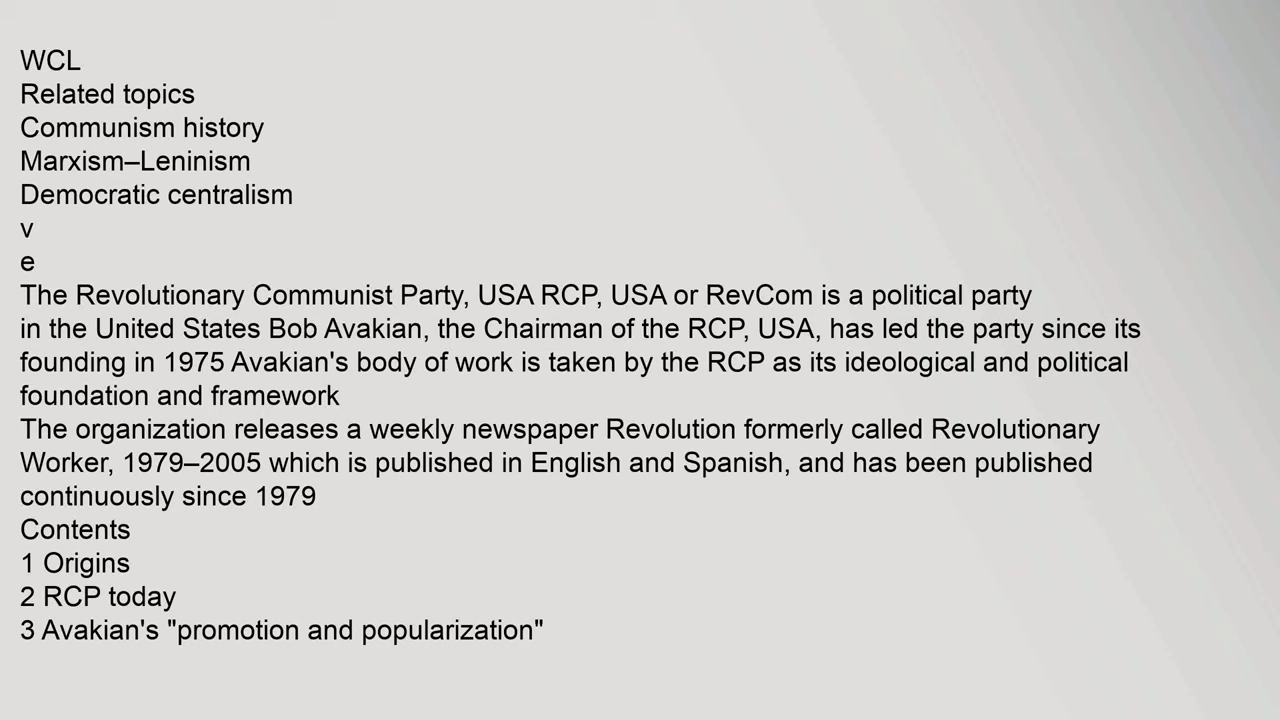 WCL
Related topics
Communism history
Marxism–Leninism
Democratic centralism
v
e
The Revolutionary Communist Party, USA RCP, USA or RevCom is a political party
in the United States Bob Avakian, the Chairman of the RCP, USA, has led the party since its
founding in 1975 Avakian's body of work is taken by the RCP as its ideological and political
foundation and framework
The organization releases a weekly newspaper Revolution formerly called Revolutionary
Worker, 1979–2005 which is published in English and Spanish, and has been published
continuously since 1979
Contents
1 Origins
2 RCP today
3 Avakian's "promotion and popularization"